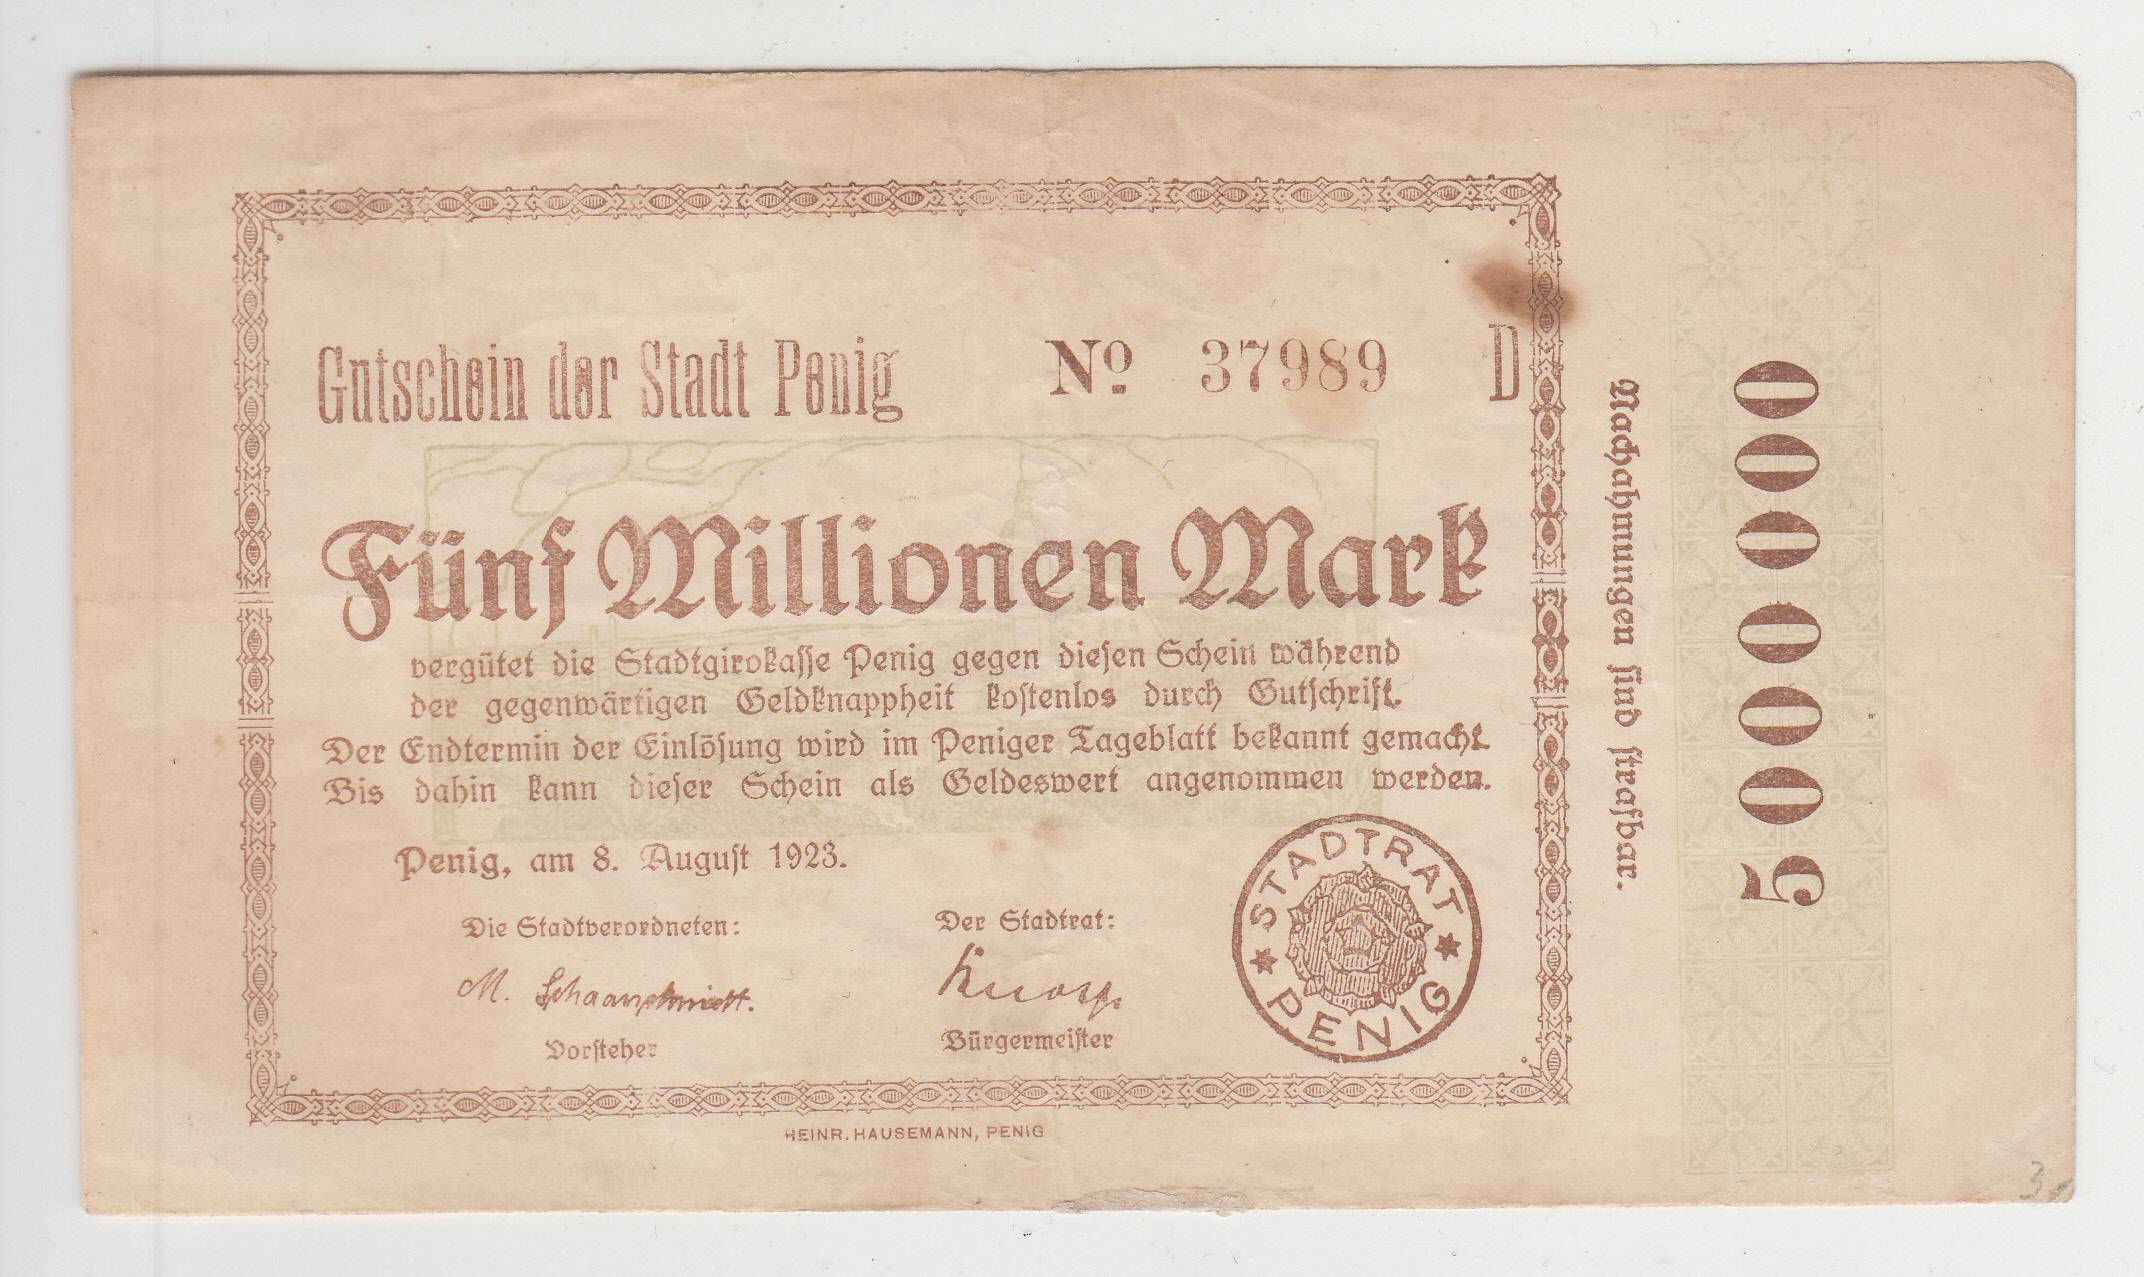 Gutschein der Stadt Penig No 37989 D
Fünf Millionen Mark
vergütet die Stadtgirokasse Penig gegen diesen Schein während
der gegenwärtigen Geldknappheit kostenlos durch Gutschrift.
Der Endtermin der Einlösung wird im Peniger Tageblatt bekannt gemacht.
Bis dahin kann dieser Schein als Geldeswert angenommen werden.
Penig, am 8. August 1923.
Die Stadtverordneten:
M. Schaarschmidt.
Vorsteher
Der Stadtrat:
Bürgermeister
STADTRAT
PENIG
HEINR. HAUSEMANN, PENIG
Nachahmungen sind strafbar.
5000000
3